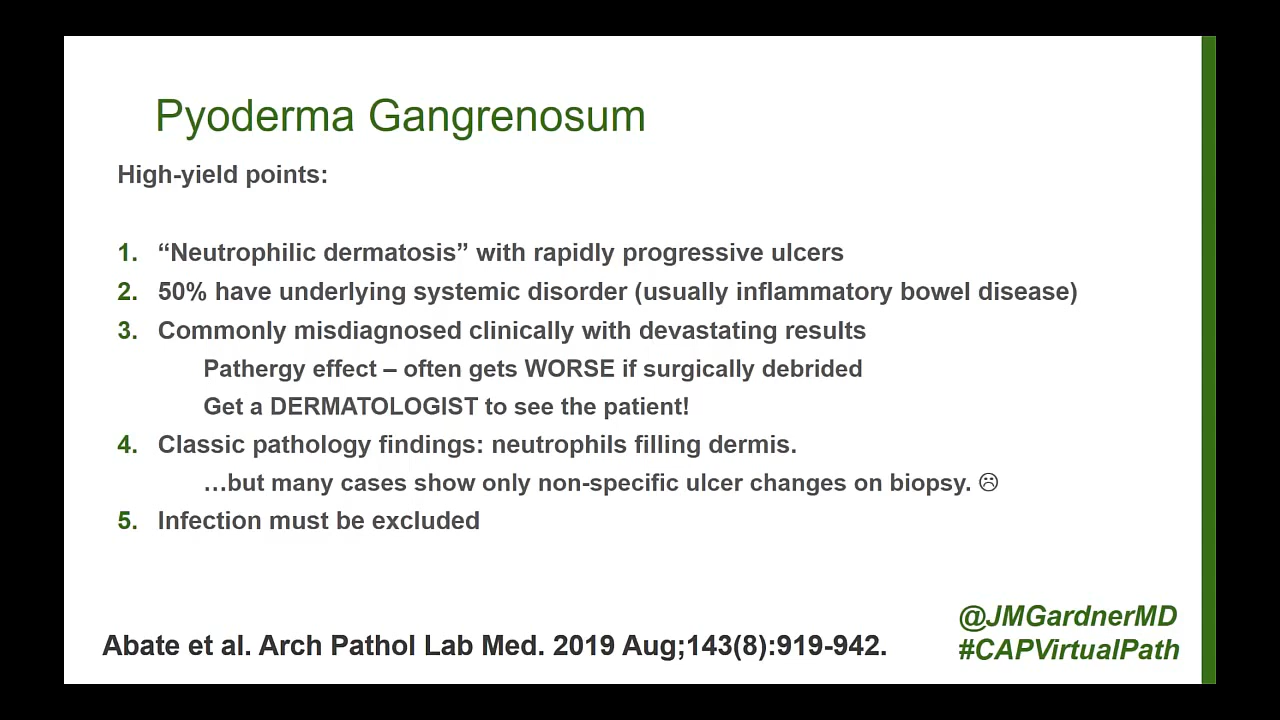 Pyoderma Gangrenosum
High-yield points:
1. “Neutrophilic dermatosis” with rapidly progressive ulcers
2. 50% have underlying systemic disorder (usually inflammatory bowel disease)
3. Commonly misdiagnosed clinically with devastating results
Pathergy effect – often gets WORSE if surgically debrided
Get a DERMATOLOGIST to see the patient!
4. Classic pathology findings: neutrophils filling dermis.
…but many cases show only non-specific ulcer changes on biopsy. ☹
5. Infection must be excluded
Abate et al. Arch Pathol Lab Med. 2019 Aug;143(8):919-942.
@JMGardnerMD
#CAPVirtualPath